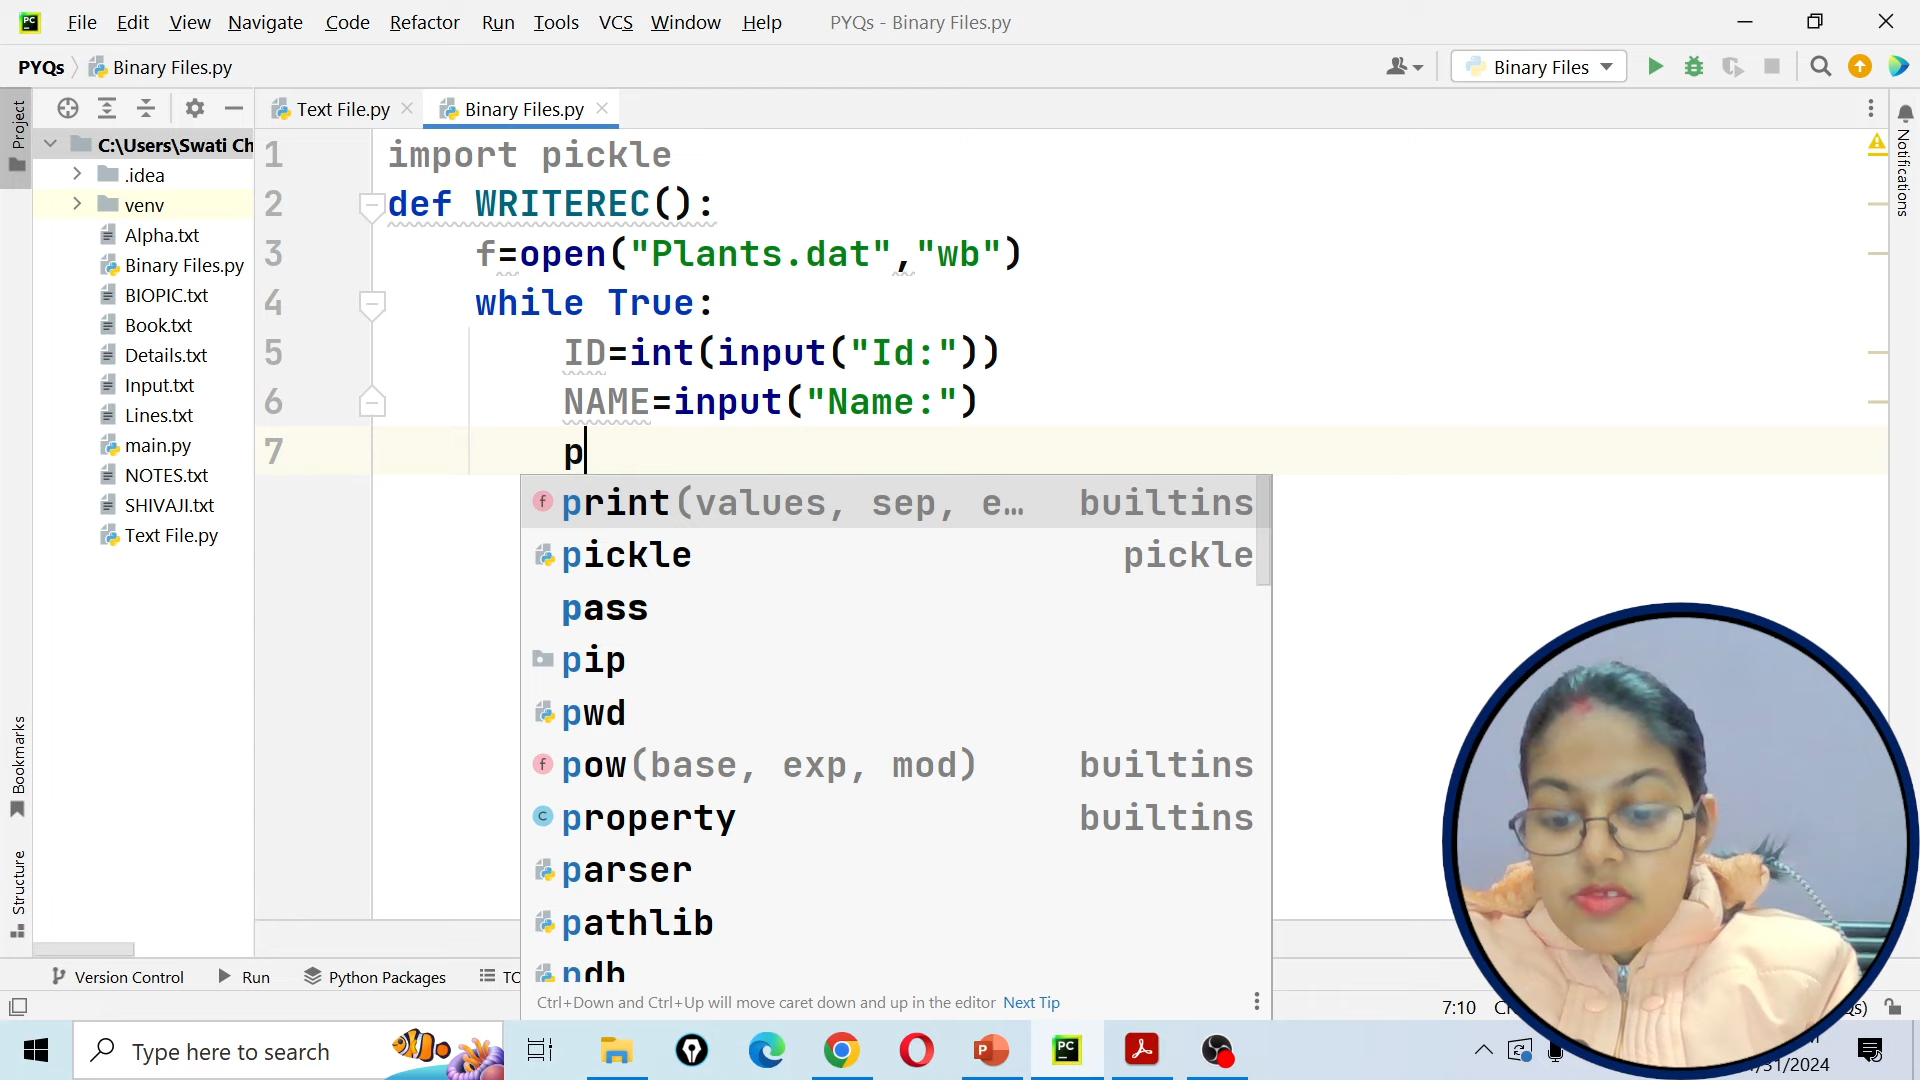 File Edit View Navigate Code Refactor Run Tools VCS Window Help PYQs - Binary Files.py
PYQs Binary Files.py Binary Files
Project
Text File.py Binary Files.py
Notifications
C:\Users\Swati Ch
.idea
venv
Alpha.txt
Binary Files.py
BIOPIC.txt
Book.txt
Details.txt
Input.txt
Lines.txt
main.py
NOTES.txt
SHIVAJI.txt
Text File.py
1 import pickle
2 def WRITEREC():
3 f=open("Plants.dat","wb")
4 while True:
5 ID=int(input("Id:"))
6 NAME=input("Name:")
7 p
print(values, sep, e… builtins
pickle pickle
pass
pip
pwd
pow(base, exp, mod) builtins
property builtins
parser
pathlib
pdb
Ctrl+Down and Ctrl+Up will move caret down and up in the editor Next Tip
Bookmarks
Structure
Version Control Run Python Packages TO
7:10
Type here to search
/31/2024